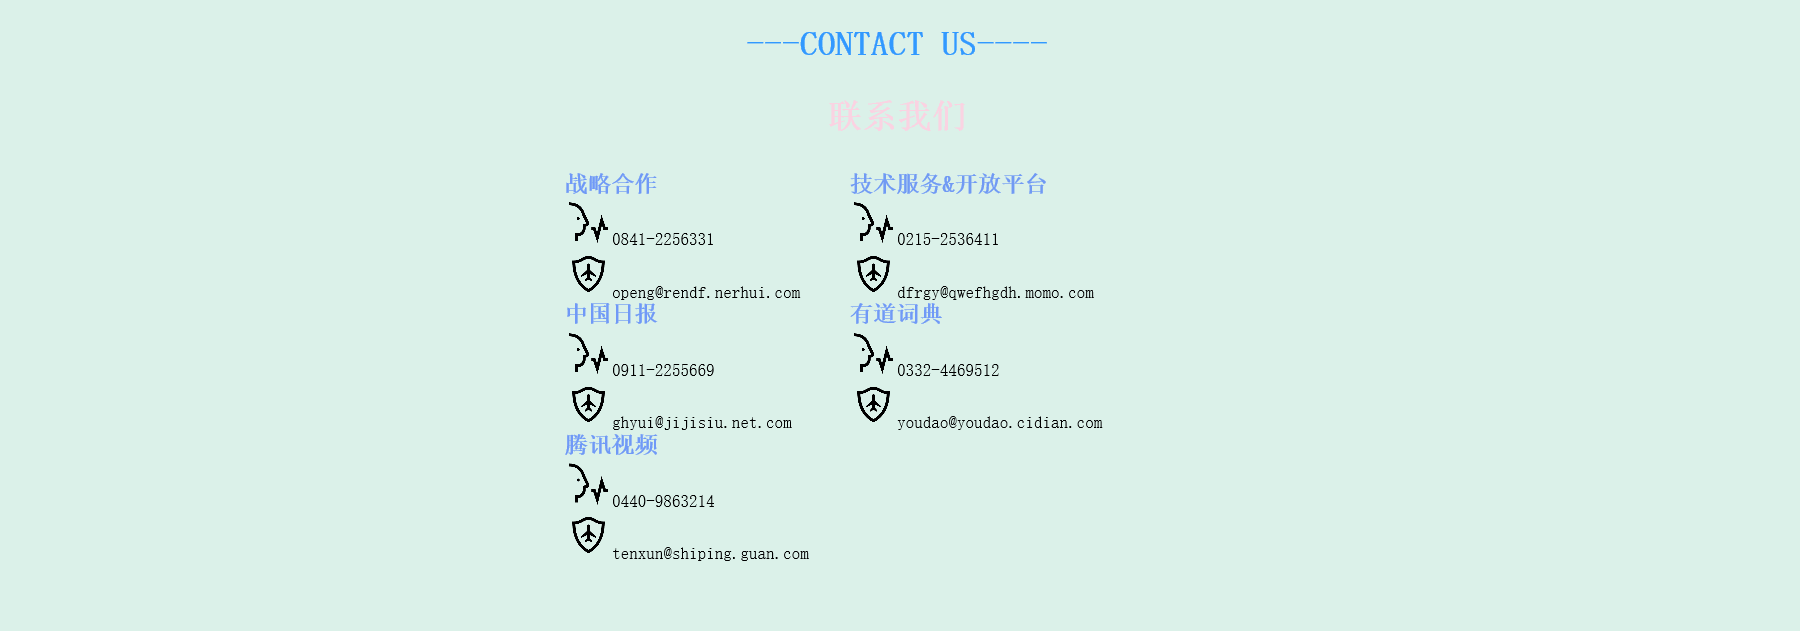 ---CONTACT US----
联系我们
战略合作
0841-2256331
openg@rendf.nerhui.com
技术服务&开放平台
0215-2536411
dfrgy@qwefhgdh.momo.com
中国日报
0911-2255669
ghyui@jijisiu.net.com
有道词典
0332-4469512
youdao@youdao.cidian.com
腾讯视频
0440-9863214
tenxun@shiping.guan.com